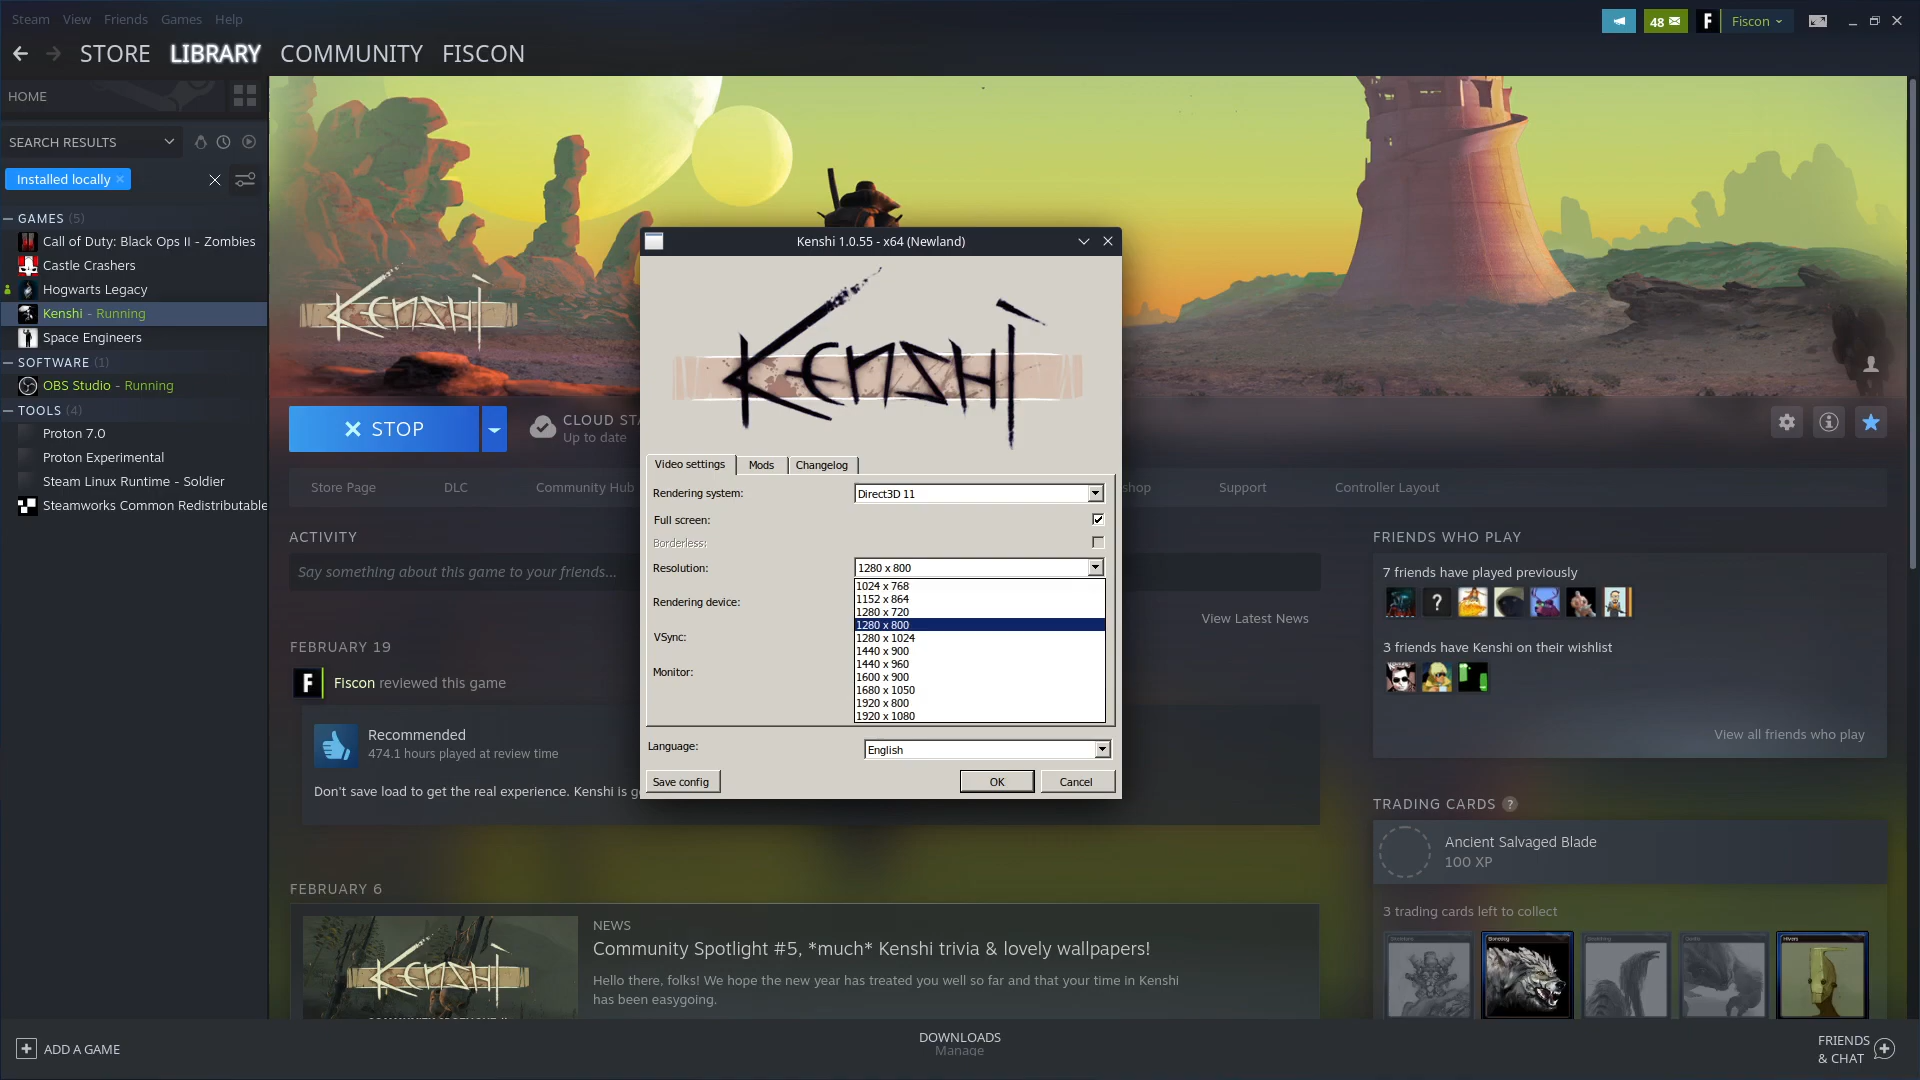 Steam View Friends Games Help
48 F Fiscon
STORE LIBRARY COMMUNITY FISCON
HOME
SEARCH RESULTS
Installed locally
GAMES (5)
Call of Duty: Black Ops II - Zombies
Castle Crashers
Hogwarts Legacy
Kenshi - Running
Space Engineers
SOFTWARE (1)
OBS Studio - Running
TOOLS (4)
Proton 7.0
Proton Experimental
Steam Linux Runtime - Soldier
Steamworks Common Redistributable
KENSHI
STOP
CLOUD STA
Up to date
Store Page DLC Community Hub shop Support Controller Layout
ACTIVITY
Say something about this game to your friends...
View Latest News
FEBRUARY 19
F Fiscon reviewed this game
Recommended
474.1 hours played at review time
Don't save load to get the real experience. Kenshi is g
FEBRUARY 6
KENSHI
NEWS
Community Spotlight #5, *much* Kenshi trivia & lovely wallpapers!
Hello there, folks! We hope the new year has treated you well so far and that your time in Kenshi
has been easygoing.
Kenshi 1.0.55 - x64 (Newland)
KENSHI
Video settings Mods Changelog
Rendering system: Direct3D 11
Full screen:
Borderless:
Resolution: 1280 x 800
1024 x 768
1152 x 864
1280 x 720
1280 x 800
1280 x 1024
1440 x 900
1440 x 960
1600 x 900
1680 x 1050
1920 x 800
1920 x 1080
Rendering device:
VSync:
Monitor:
Language: English
Save config OK Cancel
FRIENDS WHO PLAY
7 friends have played previously
?
3 friends have Kenshi on their wishlist
View all friends who play
TRADING CARDS ?
Ancient Salvaged Blade
100 XP
3 trading cards left to collect
Bonedog
Hivers
ADD A GAME
DOWNLOADS
Manage
FRIENDS
& CHAT